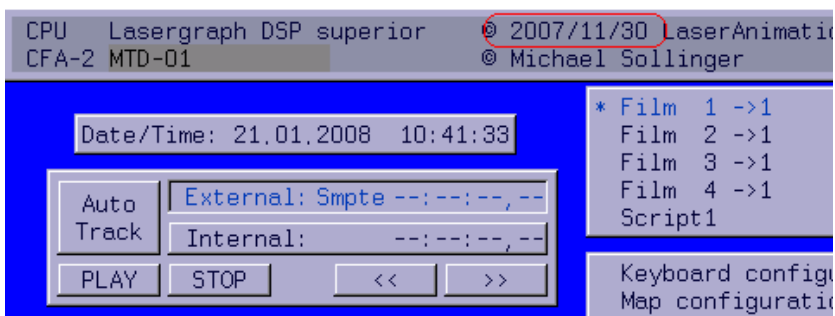 CPU Lasergraph DSP superior © 2007/11/30 LaserAnimatio
CFA-2 MTD-01 © Michael Sollinger
Date/Time: 21.01.2008 10:41:33
* Film 1 ->1
Film 2 ->1
Film 3 ->1
Film 4 ->1
Script1
Auto Track
External: Smpte --:--:--,--
Internal: --:--:--,--
PLAY STOP << >>
Keyboard configu
Map configuratio